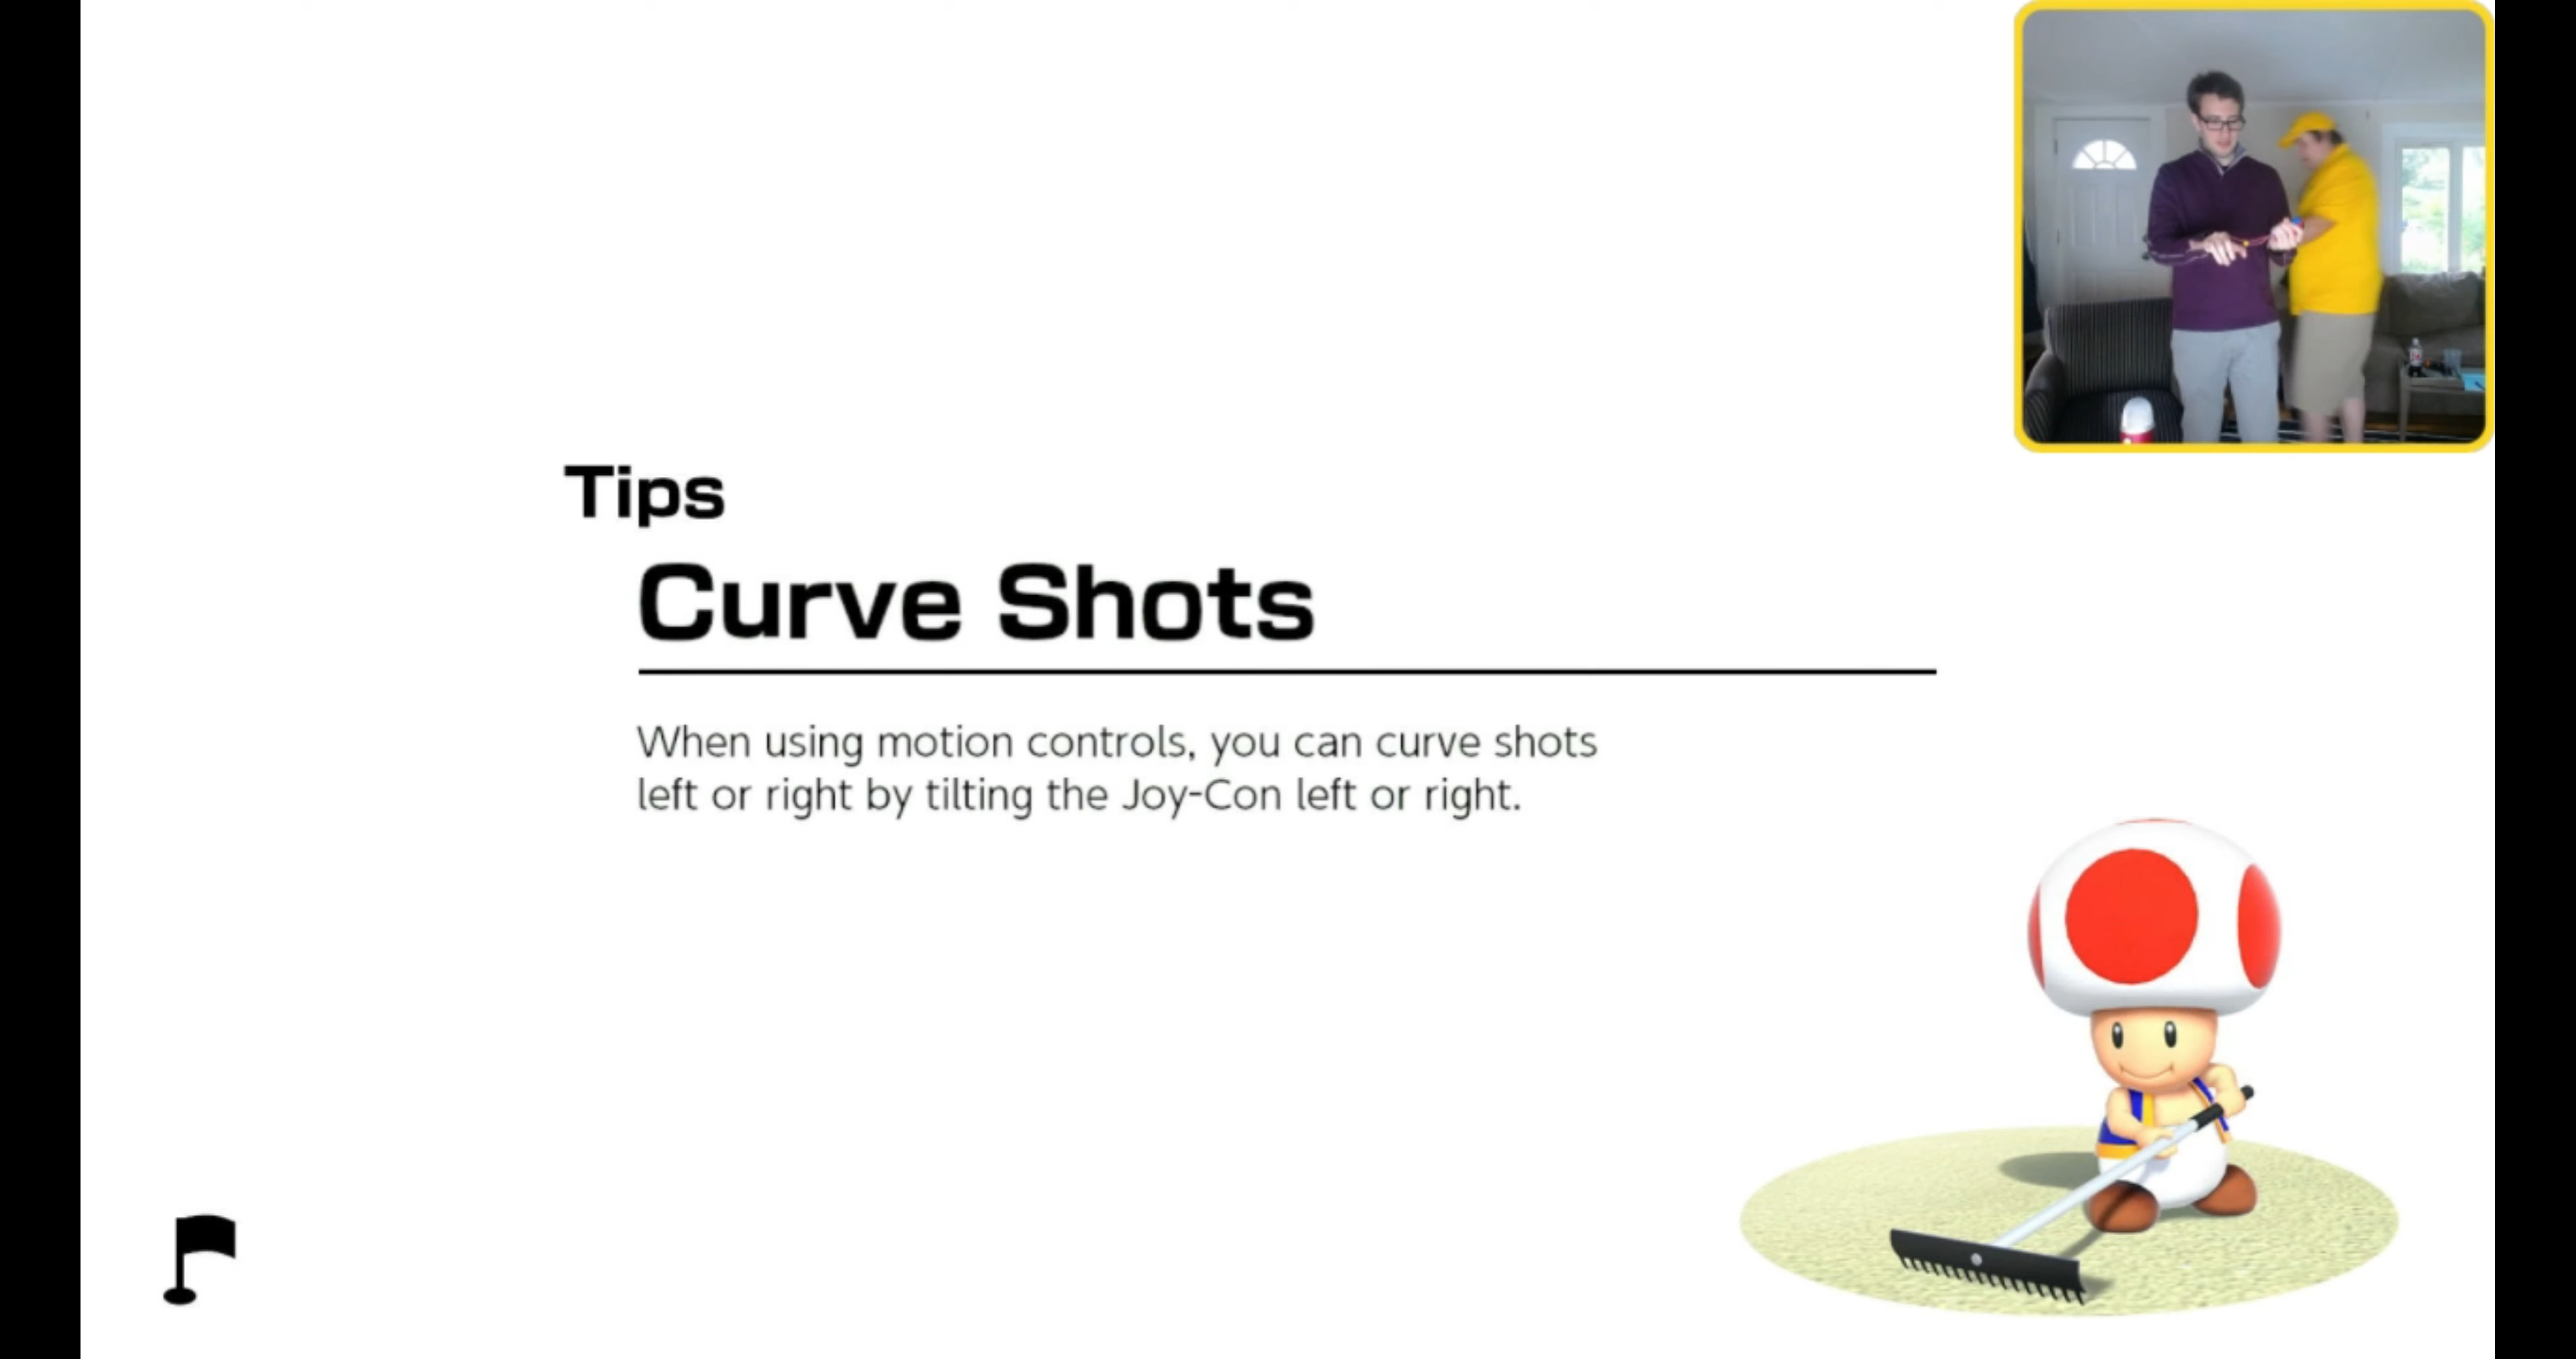 Tips
Curve Shots
When using motion controls, you can curve shots
left or right by tilting the Joy-Con left or right.